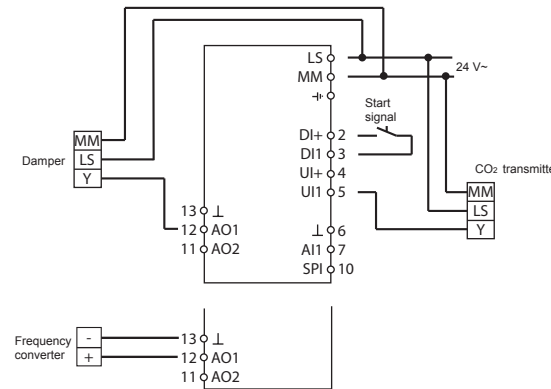 LS
MM
24 V~
Start
signal
DI+ 2
DI1 3
UI+ 4
UI1 5
MM
LS
Y
Damper
CO2 transmitte
MM
LS
Y
13 ⊥
12 AO1
11 AO2
⊥ 6
AI1 7
SPI 10
Frequency
converter
-
+
13 ⊥
12 AO1
11 AO2